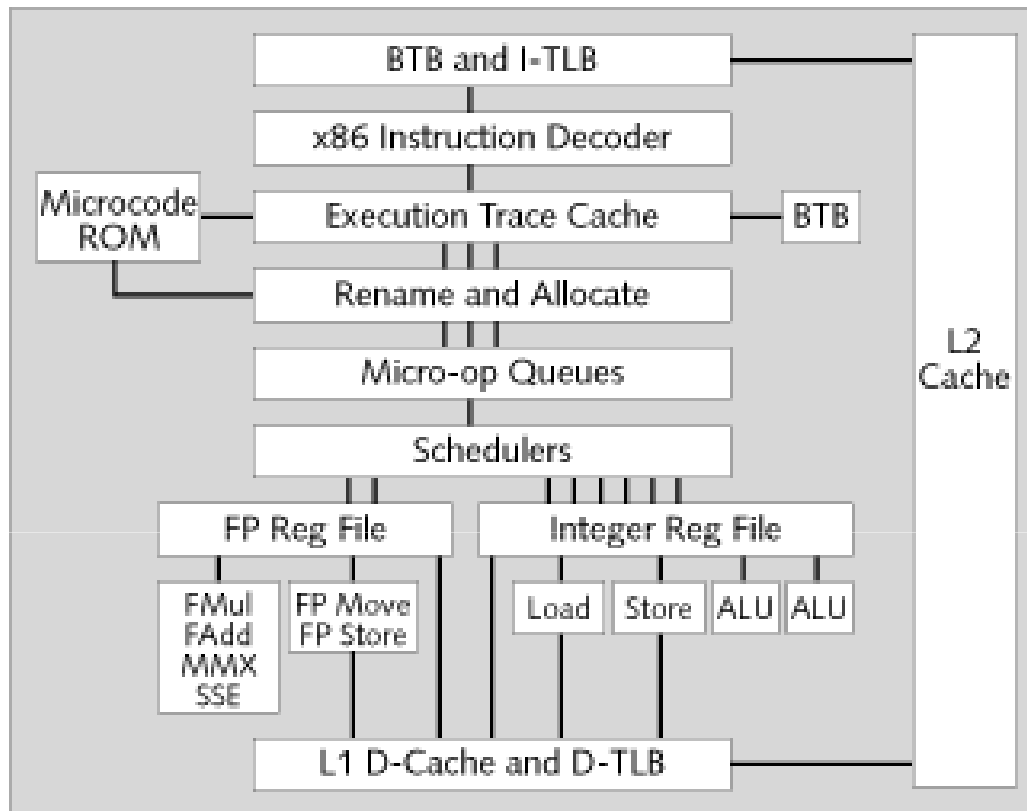 BTB and I-TLB
x86 Instruction Decoder
Microcode
ROM
Execution Trace Cache
BTB
Rename and Allocate
Micro-op Queues
L2
Cache
Schedulers
FP Reg File
Integer Reg File
FMul
FAdd
MMX
SSE
FP Move
FP Store
Load
Store
ALU
ALU
L1 D-Cache and D-TLB